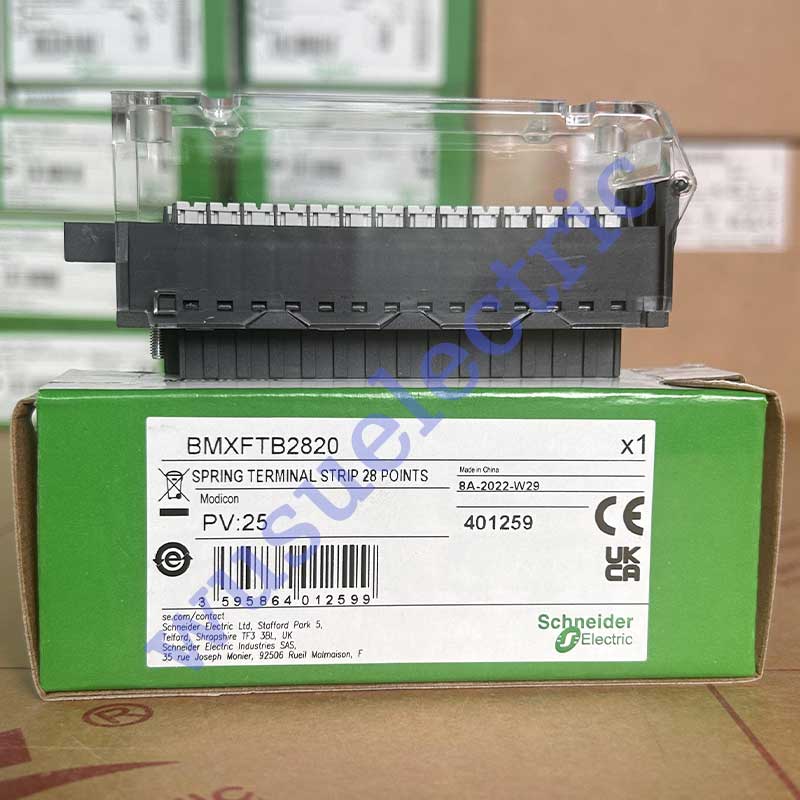 BMXFTB2820
x1
SPRING TERMINAL STRIP 28 POINTS
Made in China
Modicon
8A-2022-W29
PV:25
401259
CE
UK
CA
3 595864 012599
se.com/contact
Schneider Electric Ltd, Stafford Park 5,
Telford, Shropshire TF3 3BL, UK
Schneider Electric Industries SAS,
35 rue Joseph Monier, 92506 Rueil Malmaison, F
Schneider
Electric
wusuelectric
®